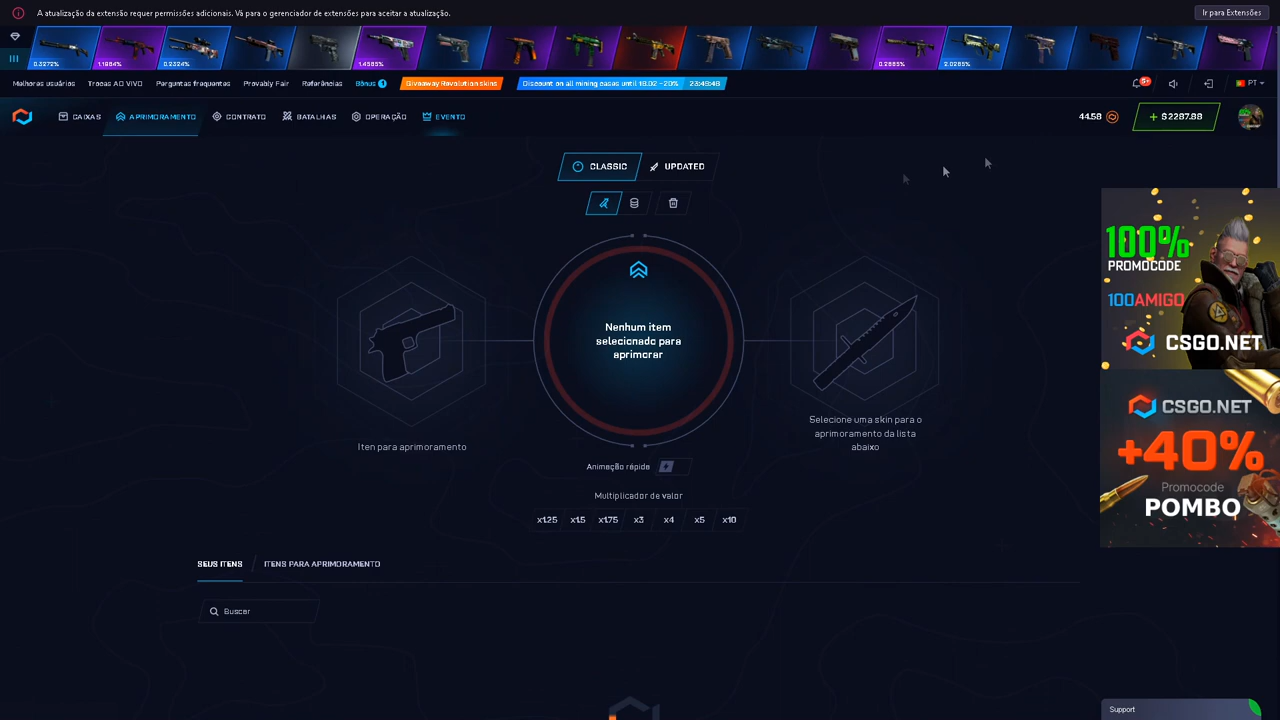 A atualização da extensão requer permissões adicionais. Vá para o gerenciador de extensões para aceitar a atualização.
Ir para Extensões
0.3272%
1.1984%
0.2324%
1.4585%
0.2885%
2.0285%
Melhores usuários
Trocas AO VIVO
Perguntas frequentes
Provably Fair
Referências
Bônus 1
Giveaway Revolution skins
Discount on all mining cases until 18.02 -20%
23:48:48
5+
PT
CAIXAS
APRIMORAMENTO
CONTRATO
BATALHAS
OPERAÇÃO
EVENTO
44.58
+ $ 2287.88
CLASSIC
UPDATED
Nenhum item
selecionado para
aprimorar
Iten para aprimoramento
Selecione uma skin para o
aprimoramento da lista
abaixo
Animação rápida
Multiplicador de valor
x1.25
x1.5
x1.75
x3
x4
x5
x10
SEUS ITENS
ITENS PARA APRIMORAMENTO
Buscar
100%
PROMOCODE
100AMIGO
CSGO.NET
CSGO.NET
+40%
Promocode
POMBO
Support